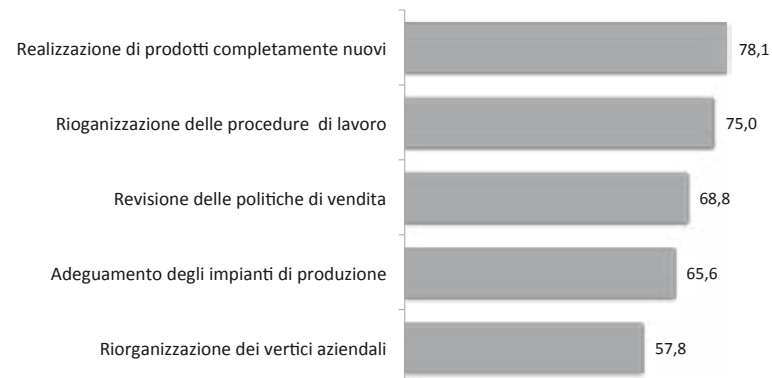 Realizzazione di prodotti completamente nuovi 78,1
Rioganizzazione delle procedure di lavoro 75,0
Revisione delle politiche di vendita 68,8
Adeguamento degli impianti di produzione 65,6
Riorganizzazione dei vertici aziendali 57,8